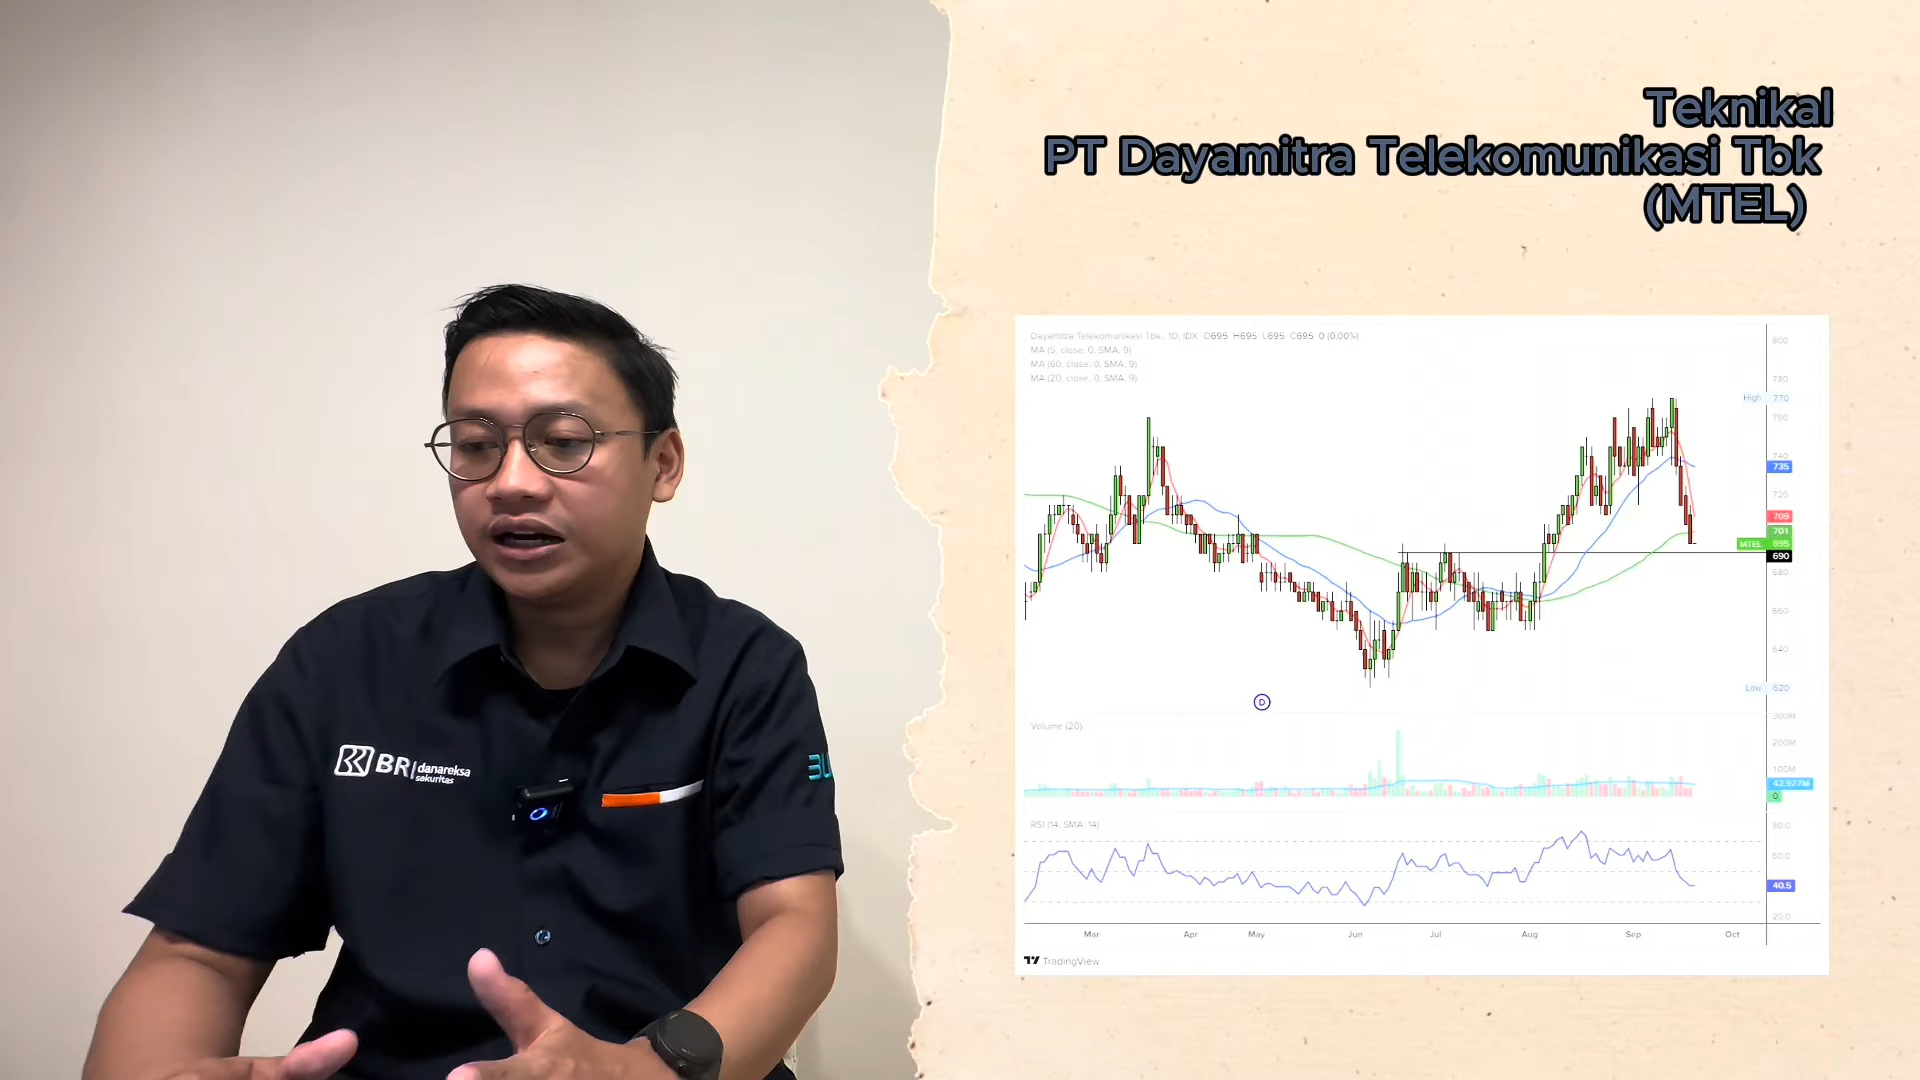 Teknikal
PT Dayamitra Telekomunikasi Tbk
(MTEL)
BRI danareksa
sekuritas
BU
Dayamitra Telekomunikasi Tbk., 1D, IDX O695 H695 L695 C695 0 (0.00%)
MA (5, close, 0, SMA, 9)
MA (60, close, 0, SMA, 9)
MA (20, close, 0, SMA, 9)
800
780
High 770
760
740
735
720
709
701
MTEL 695
690
680
660
640
Low 620
D
Volume (20)
300M
200M
100M
42.977M
0
RSI (14, SMA, 14)
80.0
60.0
40.5
20.0
Mar Apr May Jun Jul Aug Sep Oct
TradingView